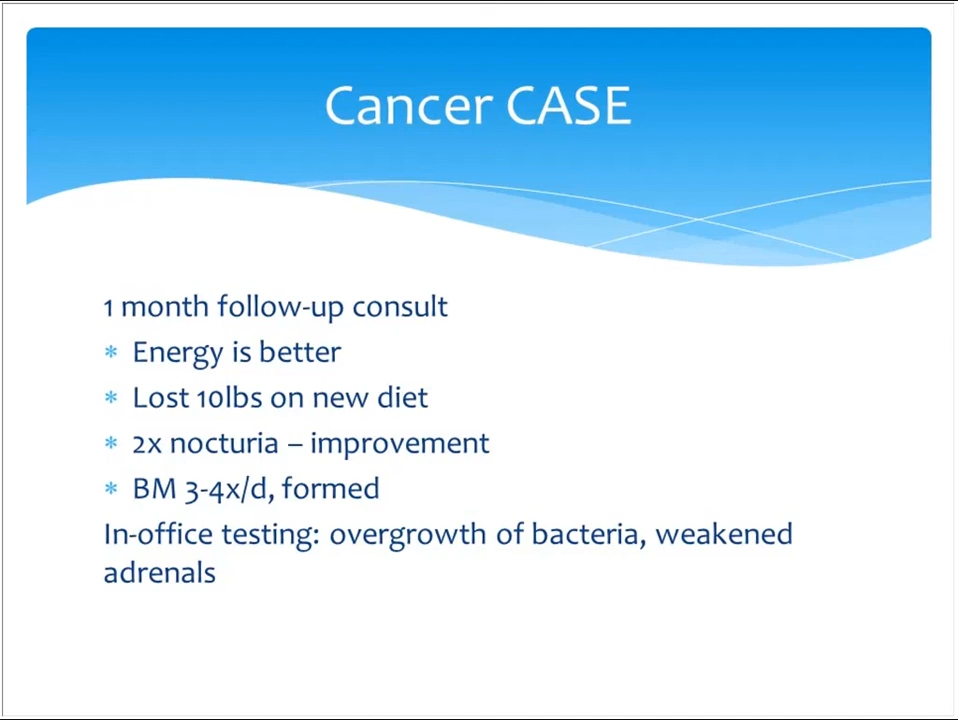 Cancer CASE
1 month follow-up consult
* Energy is better
* Lost 10lbs on new diet
* 2x nocturia – improvement
* BM 3-4x/d, formed
In-office testing: overgrowth of bacteria, weakened
adrenals